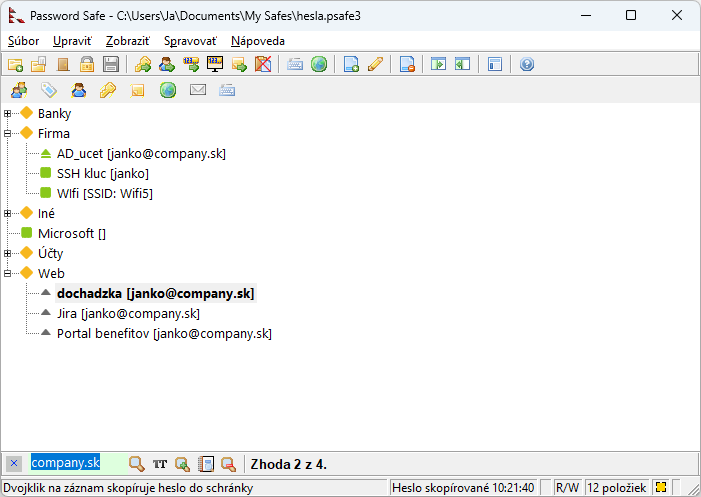 Password Safe - C:\Users\Ja\Documents\My Safes\hesla.psafe3
Súbor Upraviť Zobraziť Spravovať Nápoveda
Banky
Firma
AD_ucet [janko@company.sk]
SSH kluc [janko]
WIfi [SSID: Wifi5]
Iné
Microsoft []
Účty
Web
dochadzka [janko@company.sk]
Jira [janko@company.sk]
Portal benefitov [janko@company.sk]
company.sk TT Zhoda 2 z 4.
Dvojklik na záznam skopíruje heslo do schránky Heslo skopírované 10:21:40 R/W 12 položiek